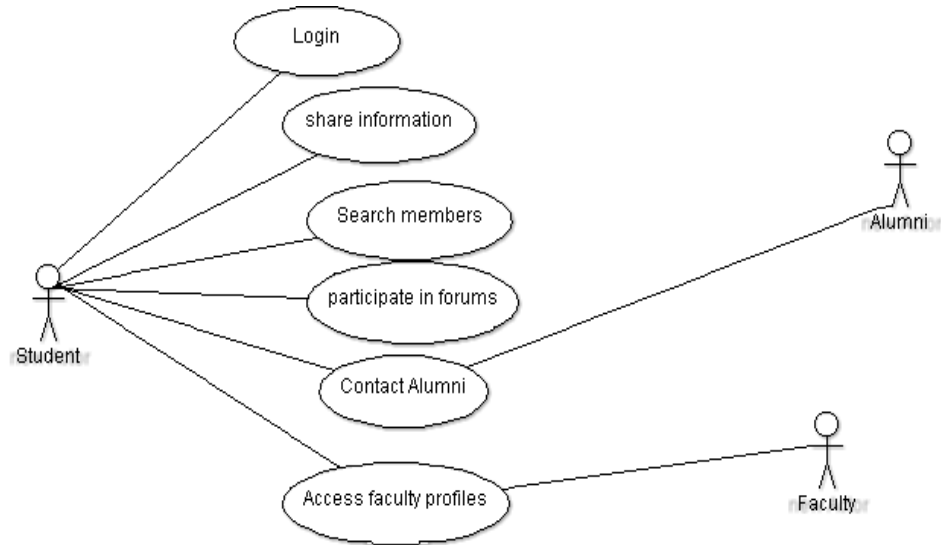 Login
share information
Search members
participate in forums
Contact Alumni
Access faculty profiles
Student
Alumni
Faculty